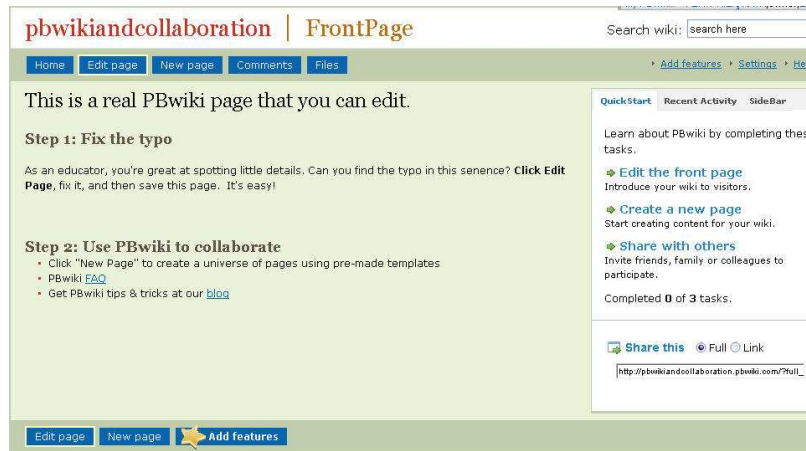 pbwikiandcollaboration | FrontPage
Search wiki: search here
Home Edit page New page Comments Files
Add features Settings He
This is a real PBwiki page that you can edit.
Step 1: Fix the typo
As an educator, you're great at spotting little details. Can you find the typo in this senence? Click Edit
Page, fix it, and then save this page. It's easy!
Step 2: Use PBwiki to collaborate
• Click "New Page" to create a universe of pages using pre-made templates
• PBwiki FAQ
• Get PBwiki tips & tricks at our blog
QuickStart Recent Activity SideBar
Learn about PBwiki by completing thes
tasks.
Edit the front page
Introduce your wiki to visitors.
Create a new page
Start creating content for your wiki.
Share with others
Invite friends, family or colleagues to
participate.
Completed 0 of 3 tasks.
Share this Full Link
http://pbwikiandcollaboration.pbwiki.com/?full_
Edit page New page Add features